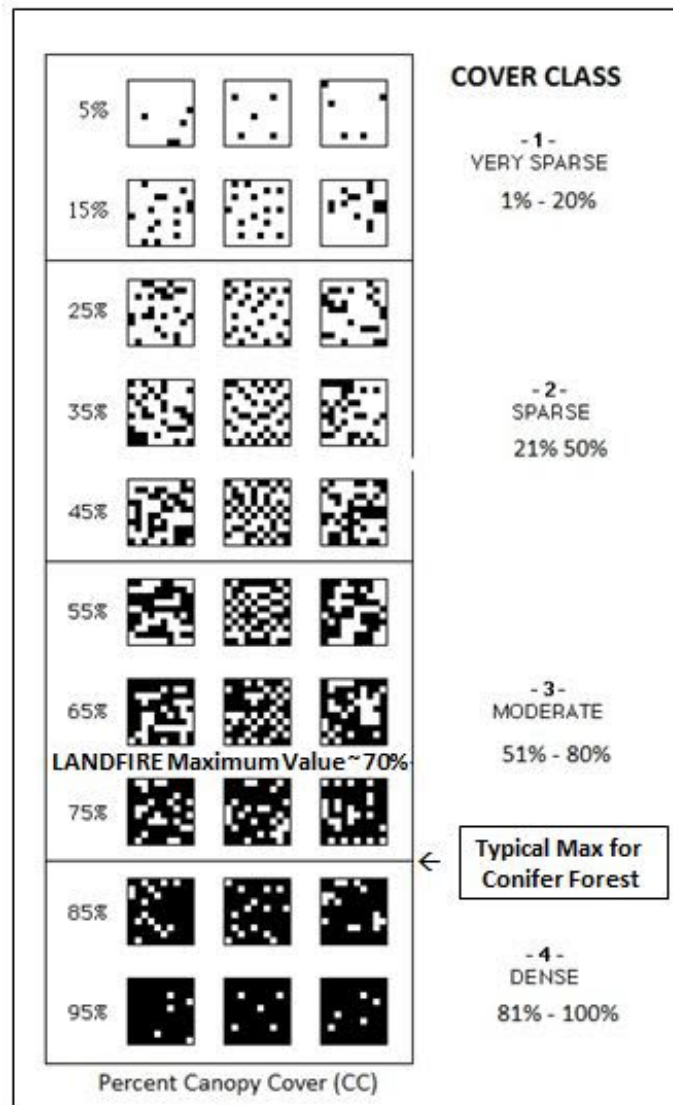 COVER CLASS
5%
- 1 -
VERY SPARSE
1% - 20%
15%
25%
35%
- 2 -
SPARSE
21% 50%
45%
55%
65%
- 3 -
MODERATE
51% - 80%
LANDFIRE Maximum Value~70%
75%
←
Typical Max for
Conifer Forest
85%
- 4 -
DENSE
81% - 100%
95%
Percent Canopy Cover (CC)